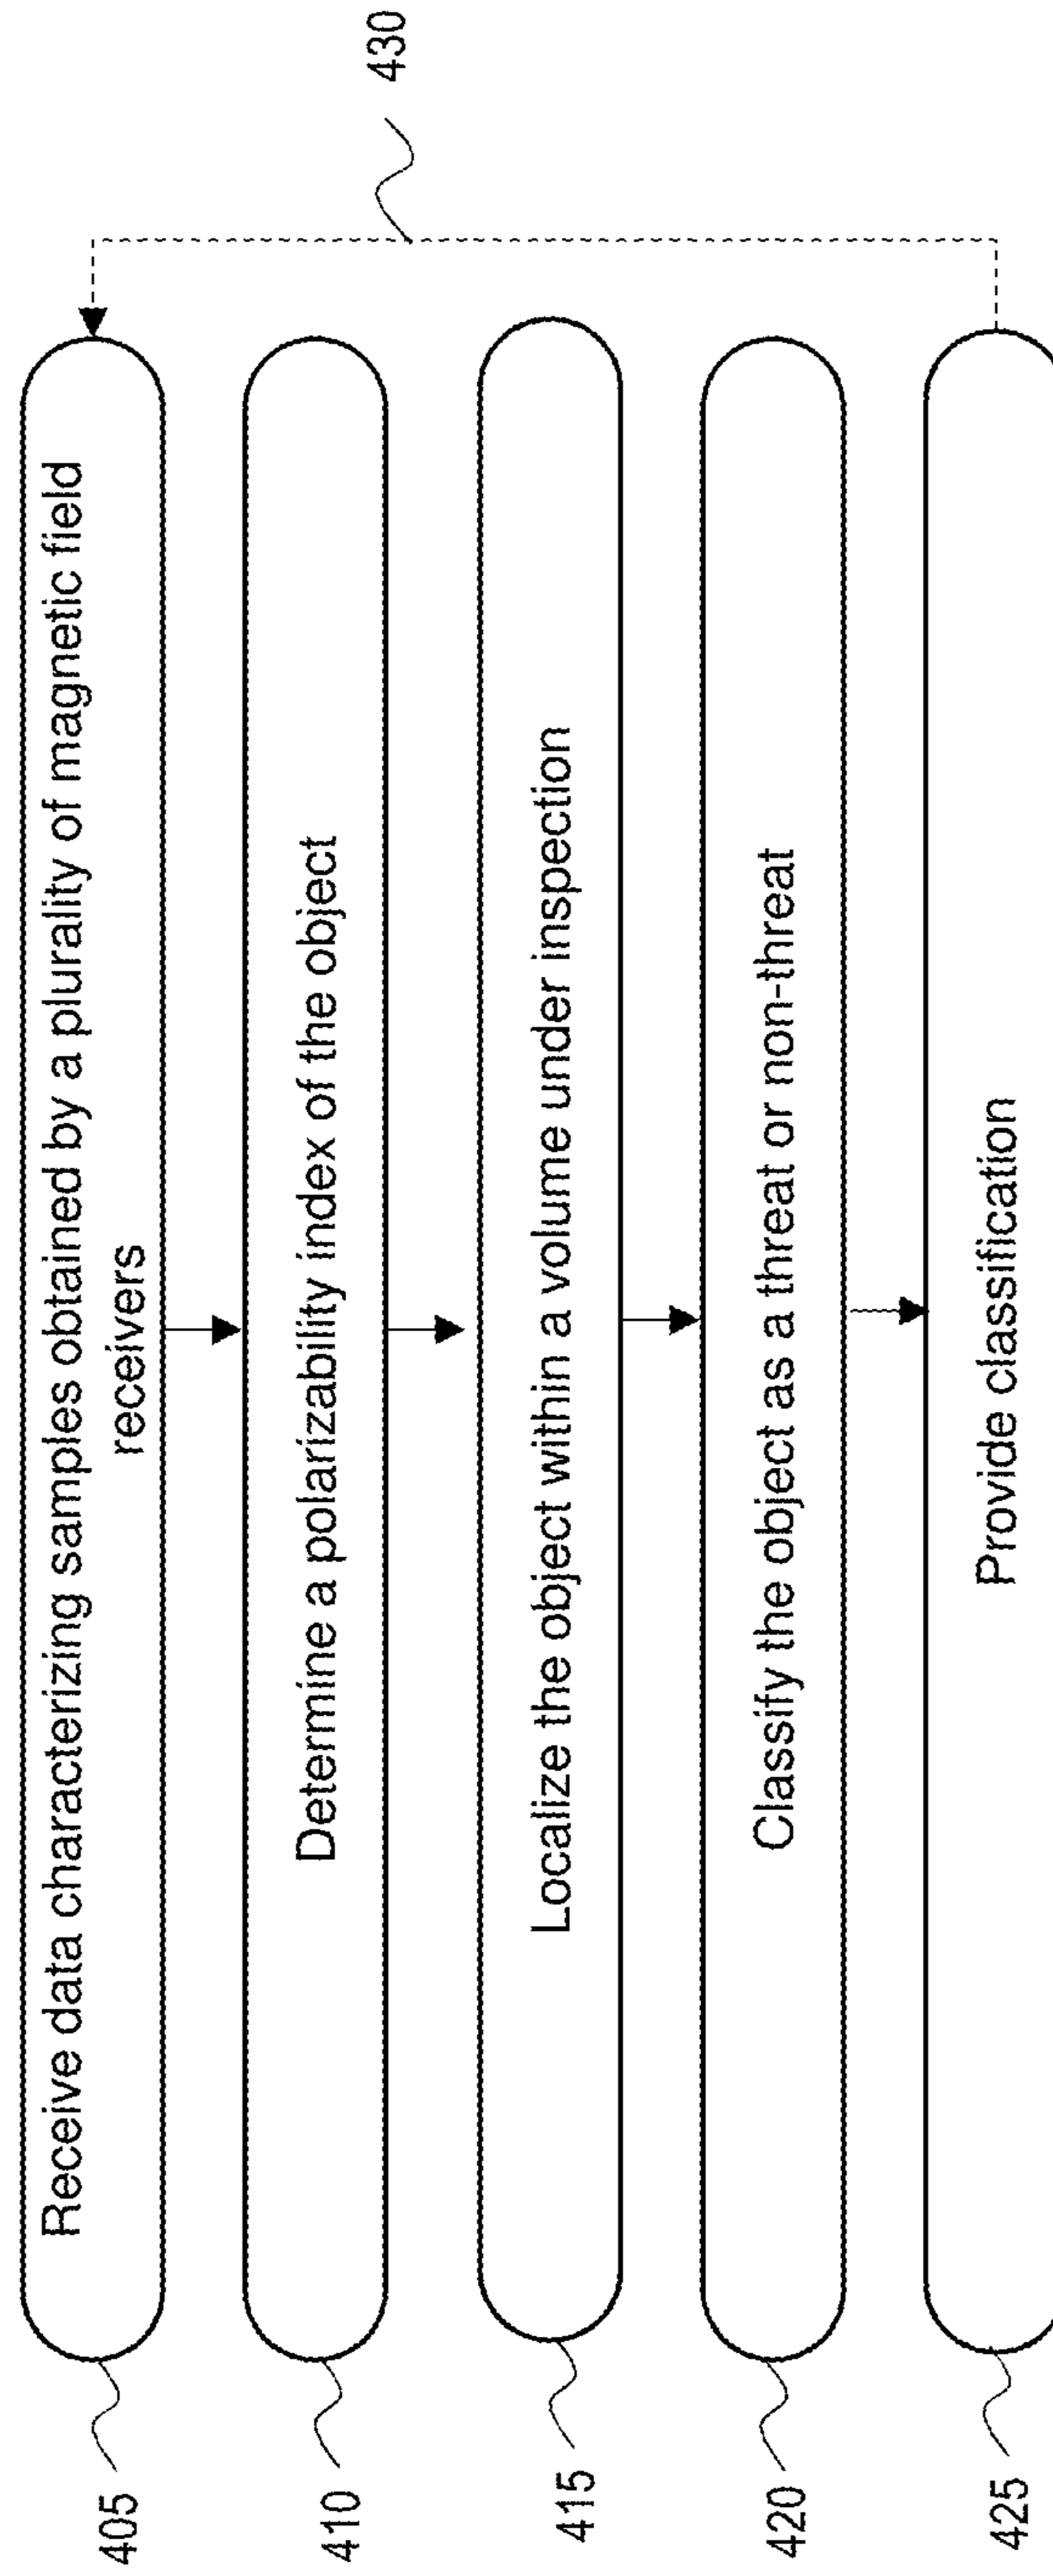 405
Receive data characterizing samples obtained by a plurality of magnetic field
receivers
410
Determine a polarizability index of the object
415
Localize the object within a volume under inspection
420
Classify the object as a threat or non-threat
425
Provide classification
430